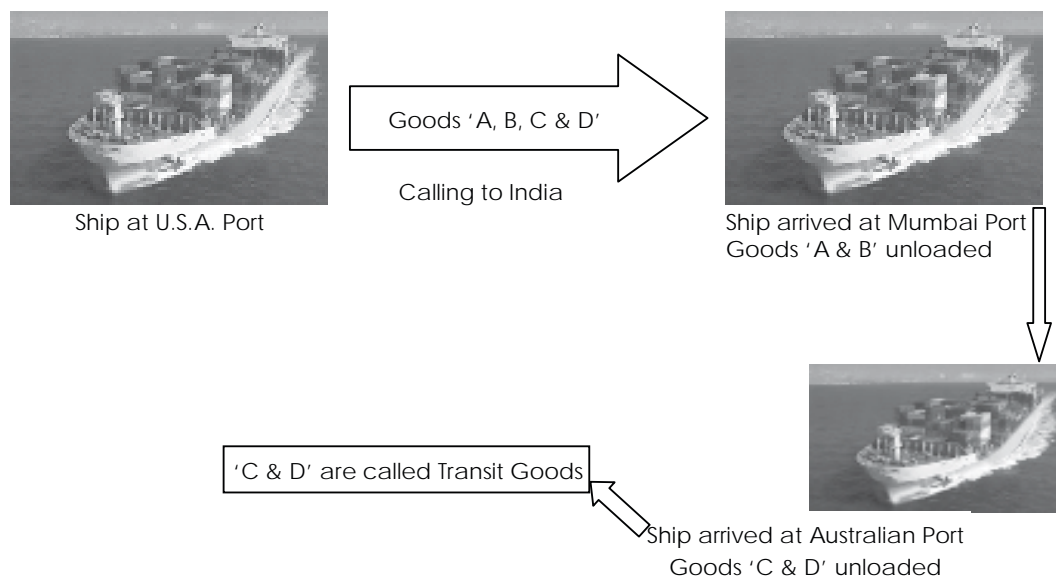 Goods ‘A, B, C & D’
Calling to India
Ship at U.S.A. Port
Ship arrived at Mumbai Port
Goods ‘A & B’ unloaded
‘C & D’ are called Transit Goods
Ship arrived at Australian Port
Goods ‘C & D’ unloaded